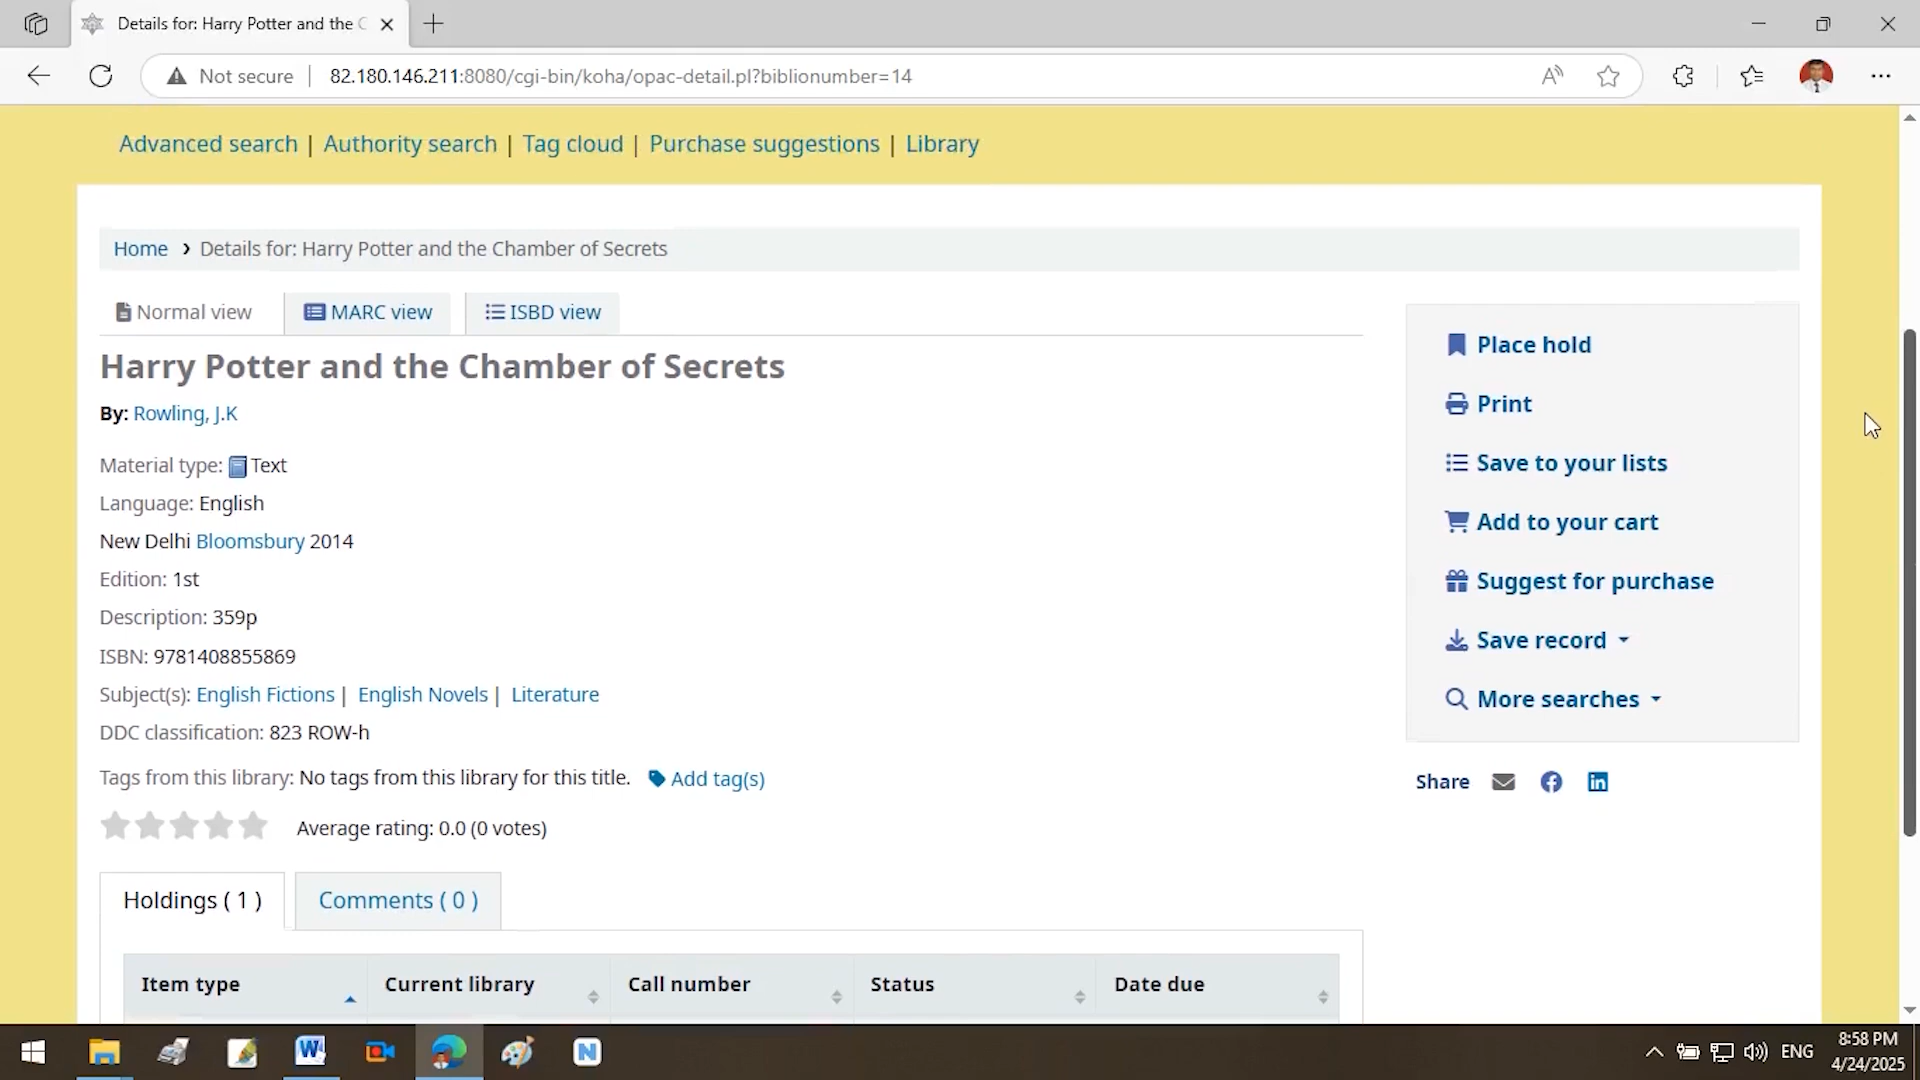 Details for: Harry Potter and the C
Not secure
82.180.146.211:8080/cgi-bin/koha/opac-detail.pl?biblionumber=14
Advanced search | Authority search | Tag cloud | Purchase suggestions | Library
Home › Details for: Harry Potter and the Chamber of Secrets
Normal view MARC view ISBD view
Harry Potter and the Chamber of Secrets
By: Rowling, J.K
Material type: Text
Language: English
New Delhi Bloomsbury 2014
Edition: 1st
Description: 359p
ISBN: 9781408855869
Subject(s): English Fictions | English Novels | Literature
DDC classification: 823 ROW-h
Tags from this library: No tags from this library for this title. Add tag(s)
Average rating: 0.0 (0 votes)
Holdings ( 1 ) Comments ( 0 )
Item type Current library Call number Status Date due
Place hold
Print
Save to your lists
Add to your cart
Suggest for purchase
Save record
More searches
Share
ENG
8:58 PM
4/24/2025